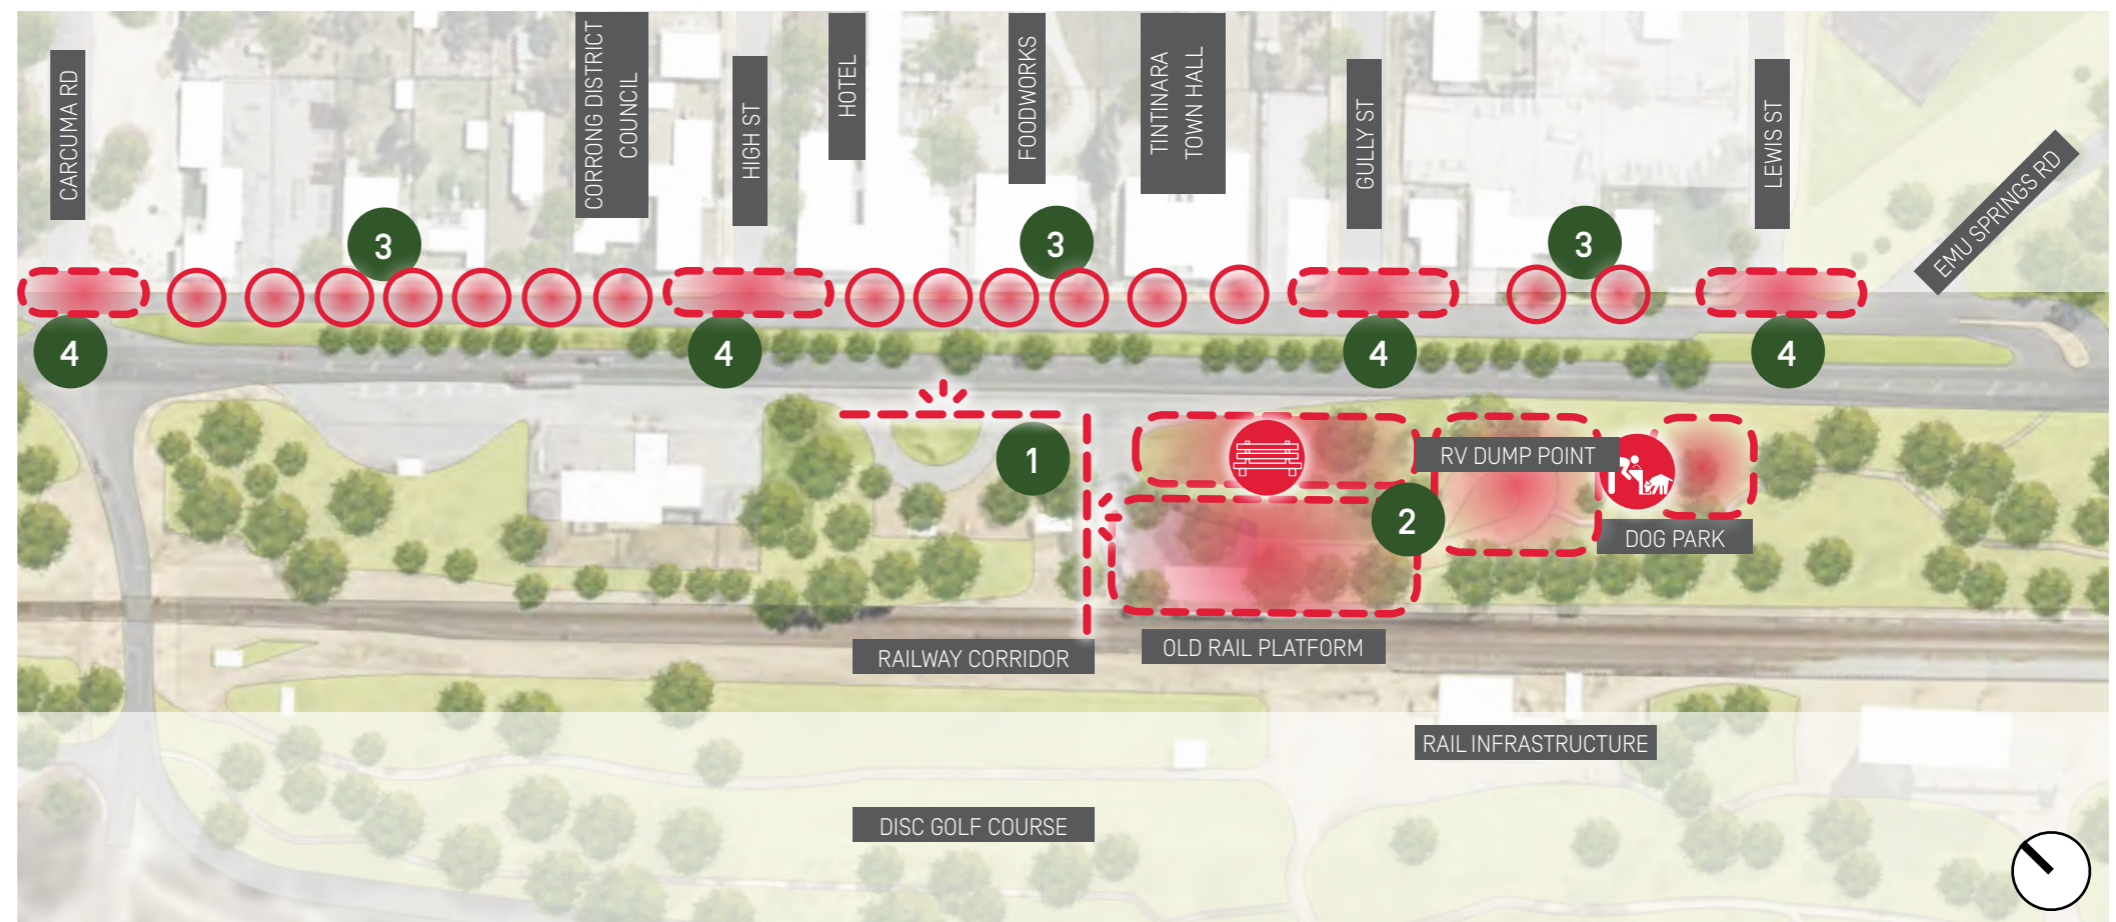 CARCUMA RD
CORRONG DISTRICT
COUNCIL
HIGH ST
HOTEL
FOODWORKS
TINTINARA
TOWN HALL
GULLY ST
LEWIS ST
EMU SPRINGS RD
3
3
3
4
4
4
4
1
RV DUMP POINT
2
DOG PARK
RAILWAY CORRIDOR
OLD RAIL PLATFORM
RAIL INFRASTRUCTURE
DISC GOLF COURSE